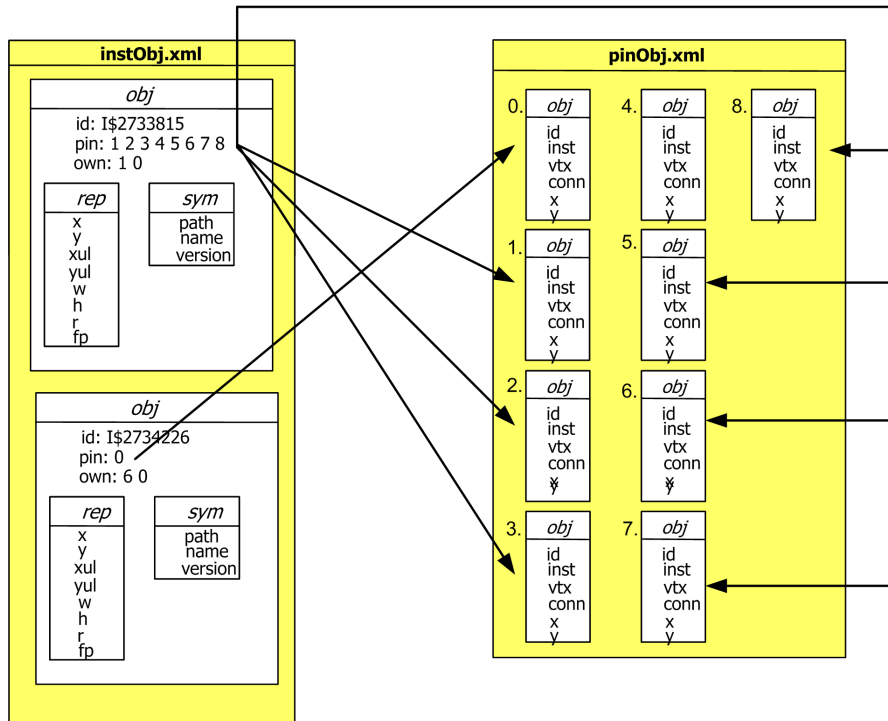 instObj.xml
obj
id: I$2733815
pin: 1 2 3 4 5 6 7 8
own: 1 0
rep
x
y
xul
yul
w
h
r
fp
sym
path
name
version
obj
id: I$2734226
pin: 0
own: 6 0
rep
x
y
xul
yul
w
h
r
fp
sym
path
name
version
pinObj.xml
0. obj
id
inst
vtx
conn
x
y
1. obj
id
inst
vtx
conn
x
y
2. obj
id
inst
vtx
conn
x
y
3. obj
id
inst
vtx
conn
x
y
4. obj
id
inst
vtx
conn
x
y
5. obj
id
inst
vtx
conn
x
y
6. obj
id
inst
vtx
conn
x
y
7. obj
id
inst
vtx
conn
x
y
8. obj
id
inst
vtx
conn
x
y